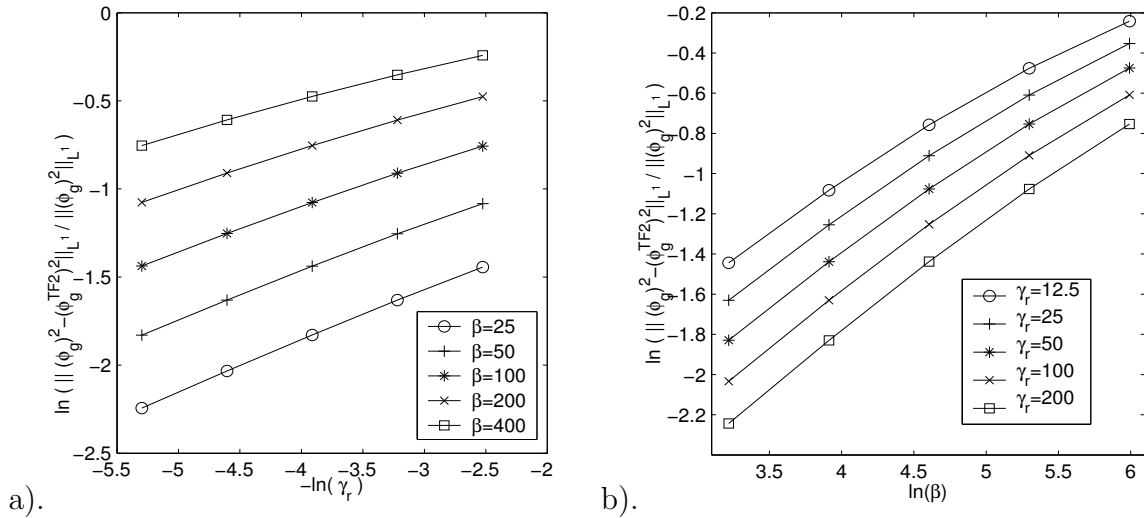 0
−0.5
−1
−1.5
−2
−2.5
−5.5 −5 −4.5 −4 −3.5 −3 −2.5 −2
−ln( γr)
ln ( || (ϕg)²−(ϕgTF2)²||L¹ / ||(ϕg)²||L¹ )
β=25
β=50
β=100
β=200
β=400
a).
−0.2
−0.4
−0.6
−0.8
−1
−1.2
−1.4
−1.6
−1.8
−2
−2.2
3.5 4 4.5 5 5.5 6
ln(β)
ln ( || (ϕg)²−(ϕgTF2)²||L¹ / ||(ϕg)²||L¹ )
γr=12.5
γr=25
γr=50
γr=100
γr=200
b).